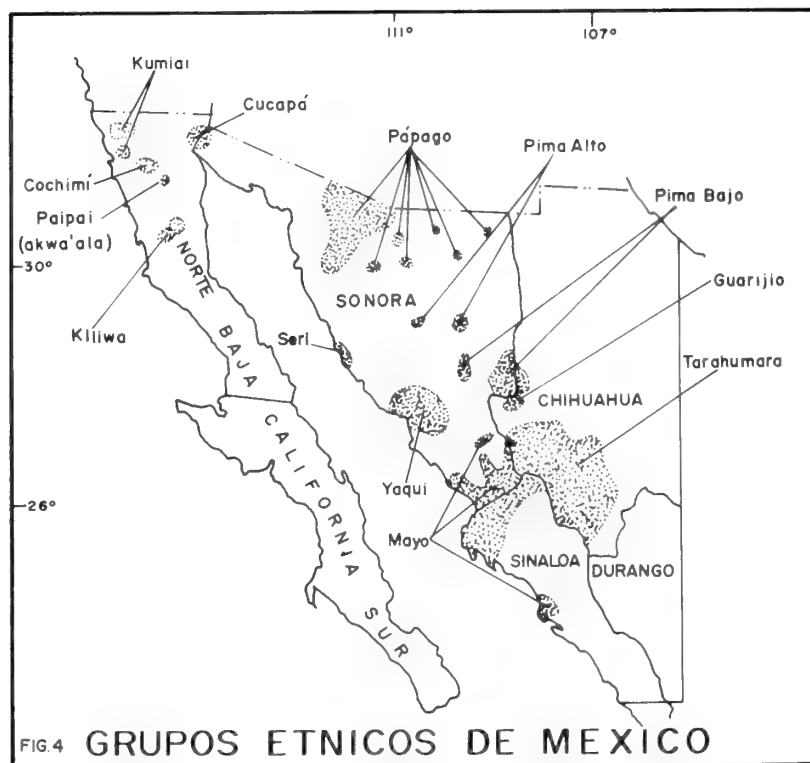 111°
107°
Kumiai
Cucapá
Pápago
Pima Alto
Cochimí
Pima Bajo
Paipai
(akwa'ala)
30°
Guarijio
NORTE
SONORA
Kiliwa
Seri
Tarahumara
BAJA
CHIHUAHUA
CALIFORNIA
Yaqui
26°
Mayo
SINALOA
DURANGO
SUR
FIG.4 GRUPOS ETNICOS DE MEXICO